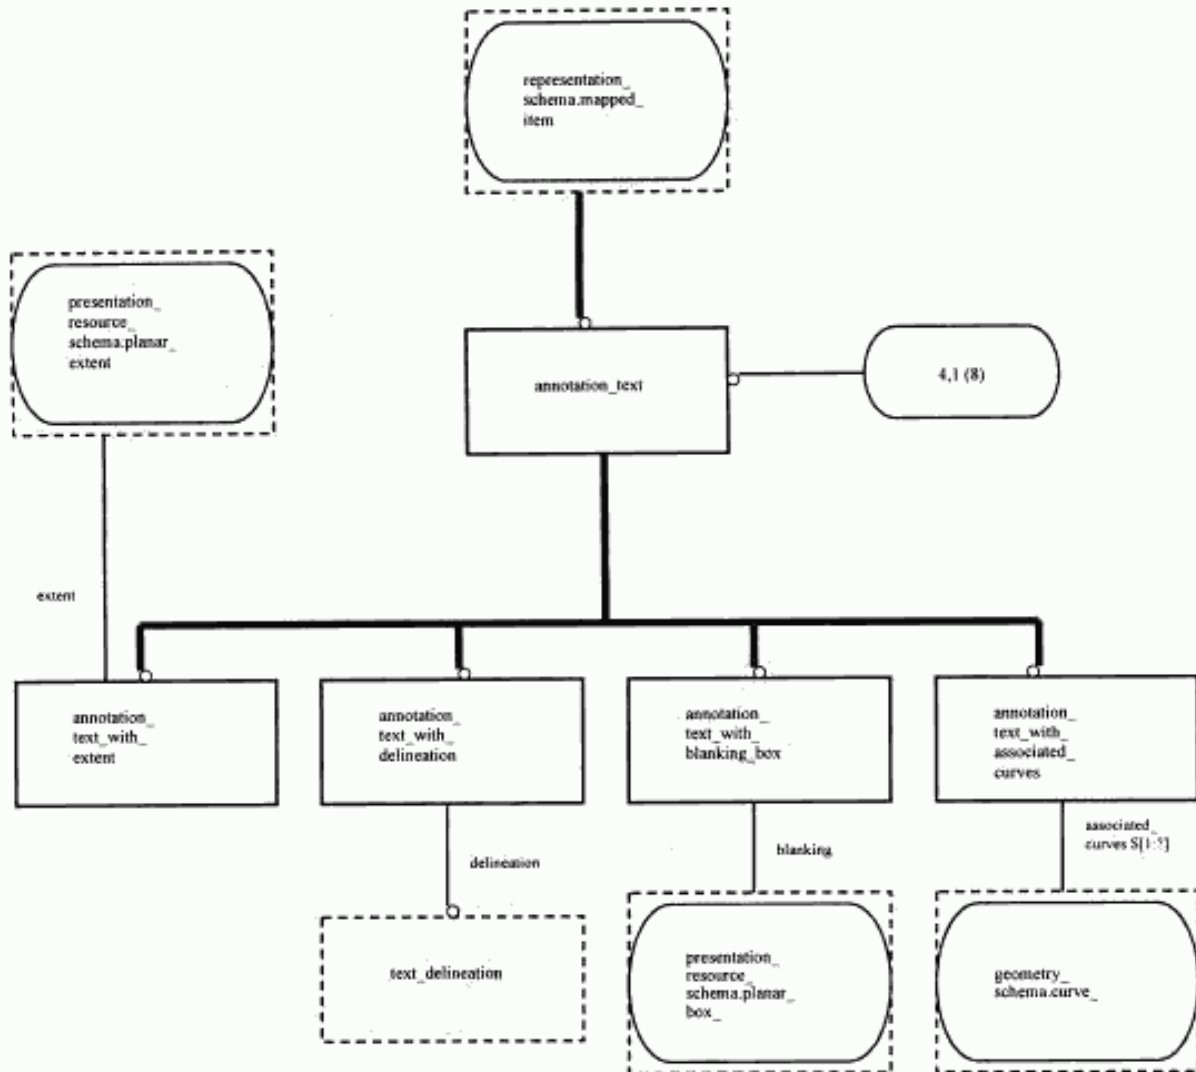 representation_
schema.mapped_
item
presentation_
resource_
schema.planar_
extent
annotation_text
4,1 (8)
extent
annotation_
text_with_
extent
annotation_
text_with_
delineation
annotation_
text_with_
blanking_box
annotation_
text_with_
associated_
curves
delineation
blanking
associated_
curves S[1:?]
text_delineation
presentation_
resource_
schema.planar_
box_
geometry_
schema.curve_